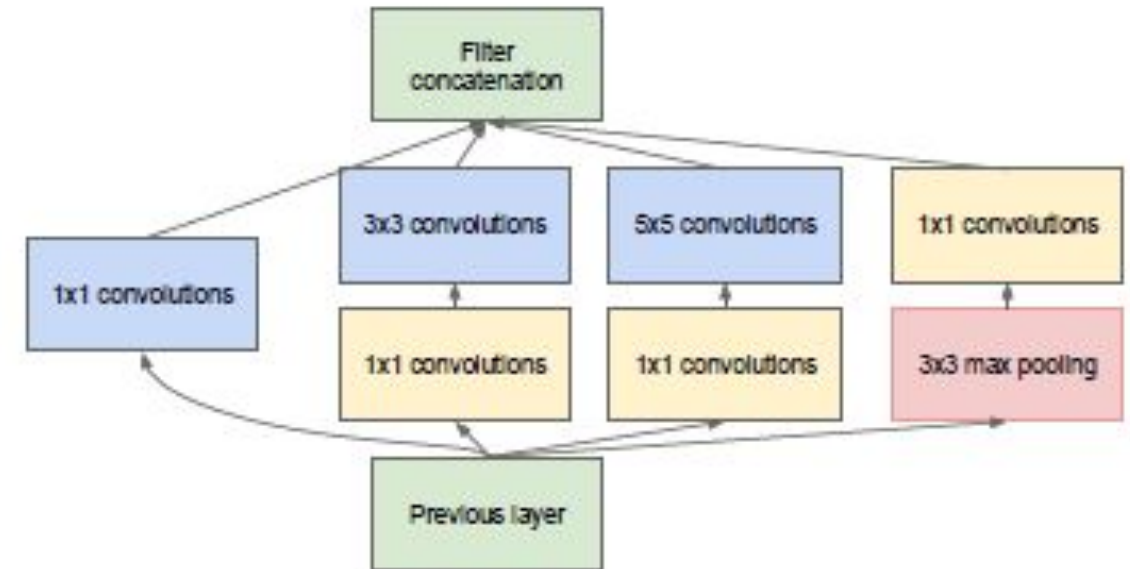 Filter
concatenation
3x3 convolutions
5x5 convolutions
1x1 convolutions
1x1 convolutions
1x1 convolutions
1x1 convolutions
3x3 max pooling
Previous layer